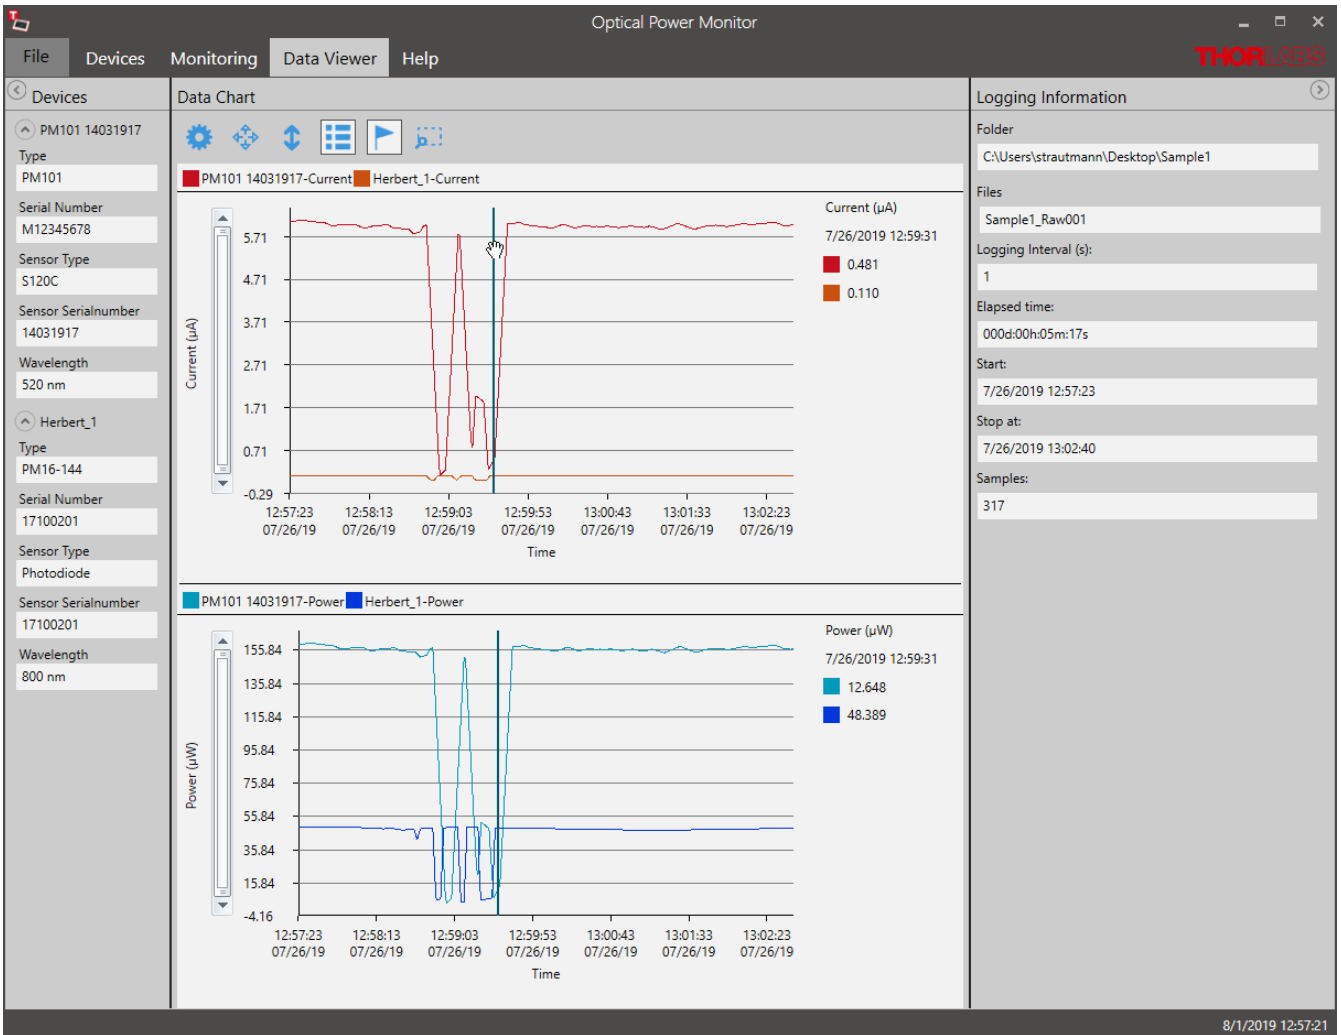 Optical Power Monitor
File Devices Monitoring Data Viewer Help
THORLABS
Devices
PM101 14031917
Type
PM101
Serial Number
M12345678
Sensor Type
S120C
Sensor Serialnumber
14031917
Wavelength
520 nm
Herbert_1
Type
PM16-144
Serial Number
17100201
Sensor Type
Photodiode
Sensor Serialnumber
17100201
Wavelength
800 nm
Data Chart
PM101 14031917-Current Herbert_1-Current
Current (µA)
5.71
4.71
3.71
2.71
1.71
0.71
-0.29
12:57:23 12:58:13 12:59:03 12:59:53 13:00:43 13:01:33 13:02:23
07/26/19 07/26/19 07/26/19 07/26/19 07/26/19 07/26/19 07/26/19
Time
Current (µA)
7/26/2019 12:59:31
0.481
0.110
PM101 14031917-Power Herbert_1-Power
Power (µW)
155.84
135.84
115.84
95.84
75.84
55.84
35.84
15.84
-4.16
12:57:23 12:58:13 12:59:03 12:59:53 13:00:43 13:01:33 13:02:23
07/26/19 07/26/19 07/26/19 07/26/19 07/26/19 07/26/19 07/26/19
Time
Power (µW)
7/26/2019 12:59:31
12.648
48.389
Logging Information
Folder
C:\Users\strautmann\Desktop\Sample1
Files
Sample1_Raw001
Logging Interval (s):
1
Elapsed time:
000d:00h:05m:17s
Start:
7/26/2019 12:57:23
Stop at:
7/26/2019 13:02:40
Samples:
317
8/1/2019 12:57:21